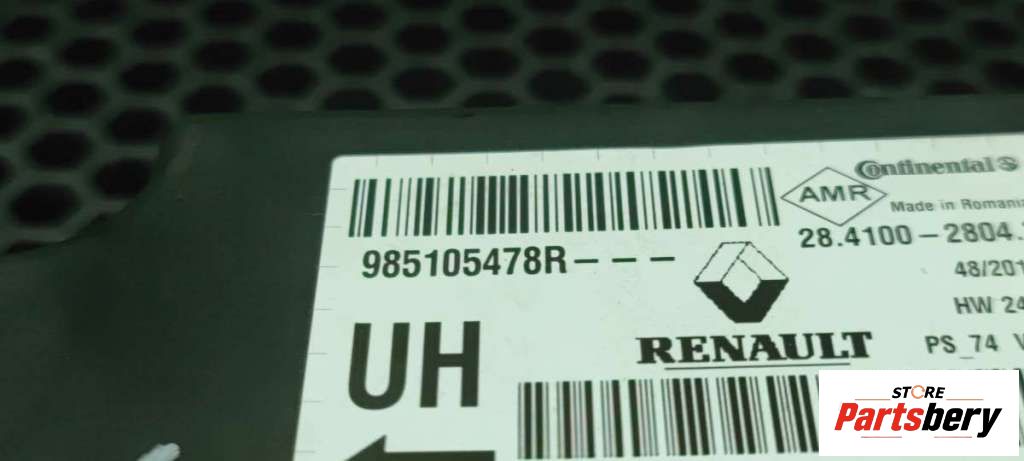 Continental
AMR
Made in Romania
28.4100-2804.
985105478R---
48/201
HW 24
UH
RENAULT
PS_74 V
STORE
Partsbery